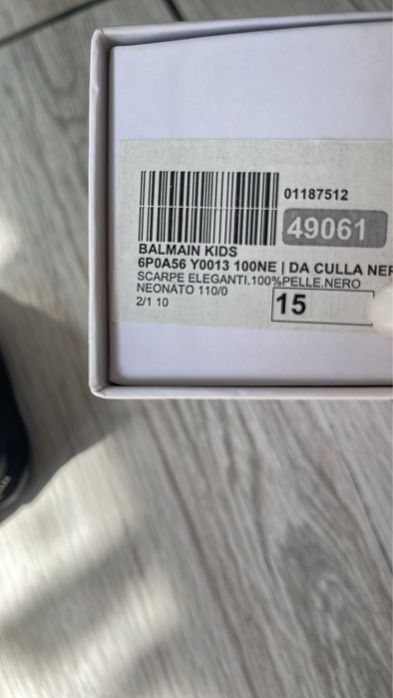 01187512
49061
BALMAIN KIDS
6P0A56 Y0013 100NE | DA CULLA NER
SCARPE ELEGANTI.100%PELLE.NERO
NEONATO 110/0
2/1 10
15